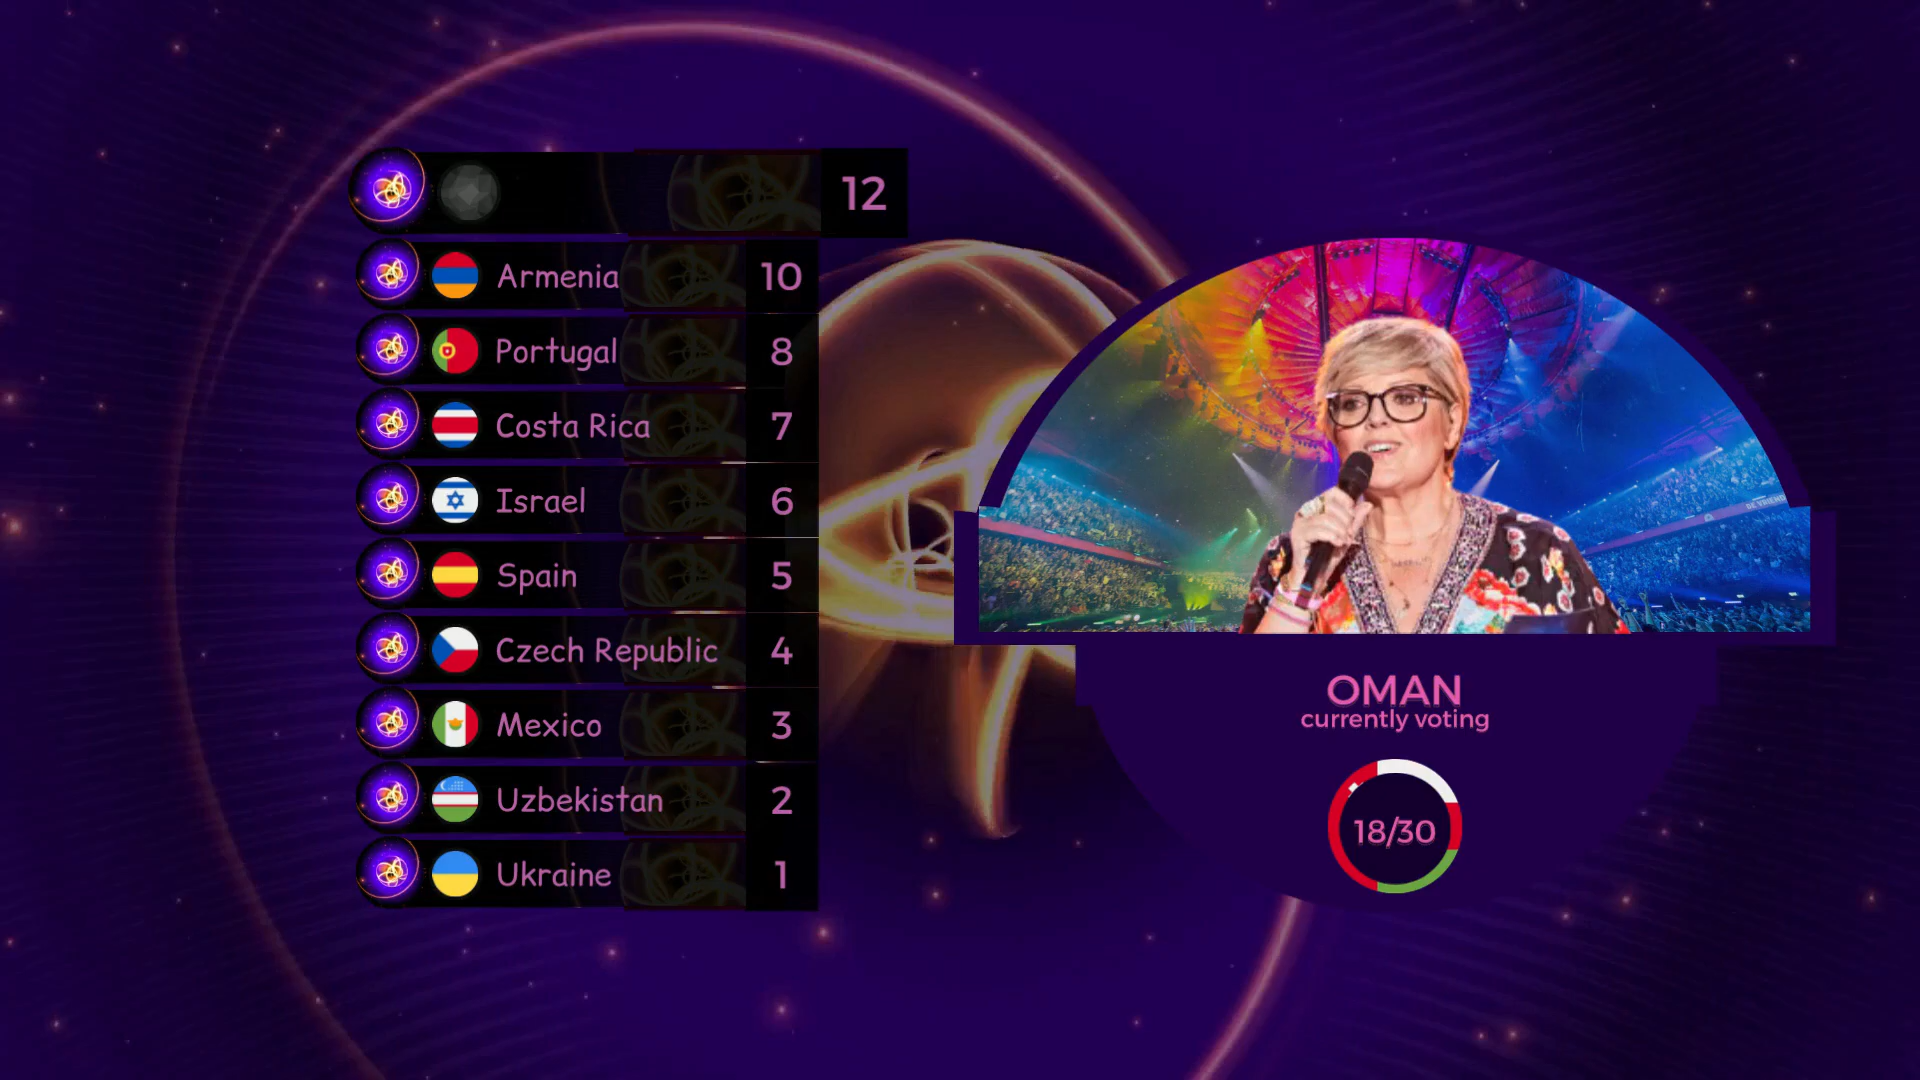 12
Armenia 10
Portugal 8
Costa Rica 7
Israel 6
Spain 5
Czech Republic 4
Mexico 3
Uzbekistan 2
Ukraine 1
OMAN
currently voting
18/30